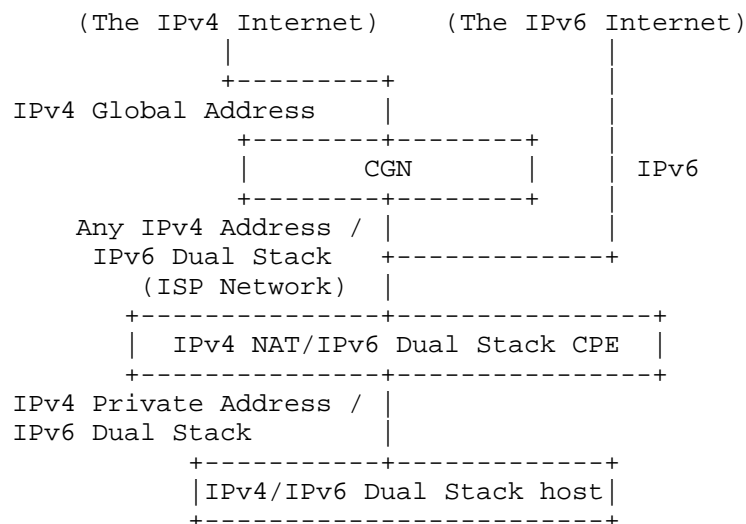 (The IPv4 Internet) (The IPv6 Internet)
IPv4 Global Address
CGN
IPv6
Any IPv4 Address /
IPv6 Dual Stack
(ISP Network)
IPv4 NAT/IPv6 Dual Stack CPE
IPv4 Private Address /
IPv6 Dual Stack
IPv4/IPv6 Dual Stack host